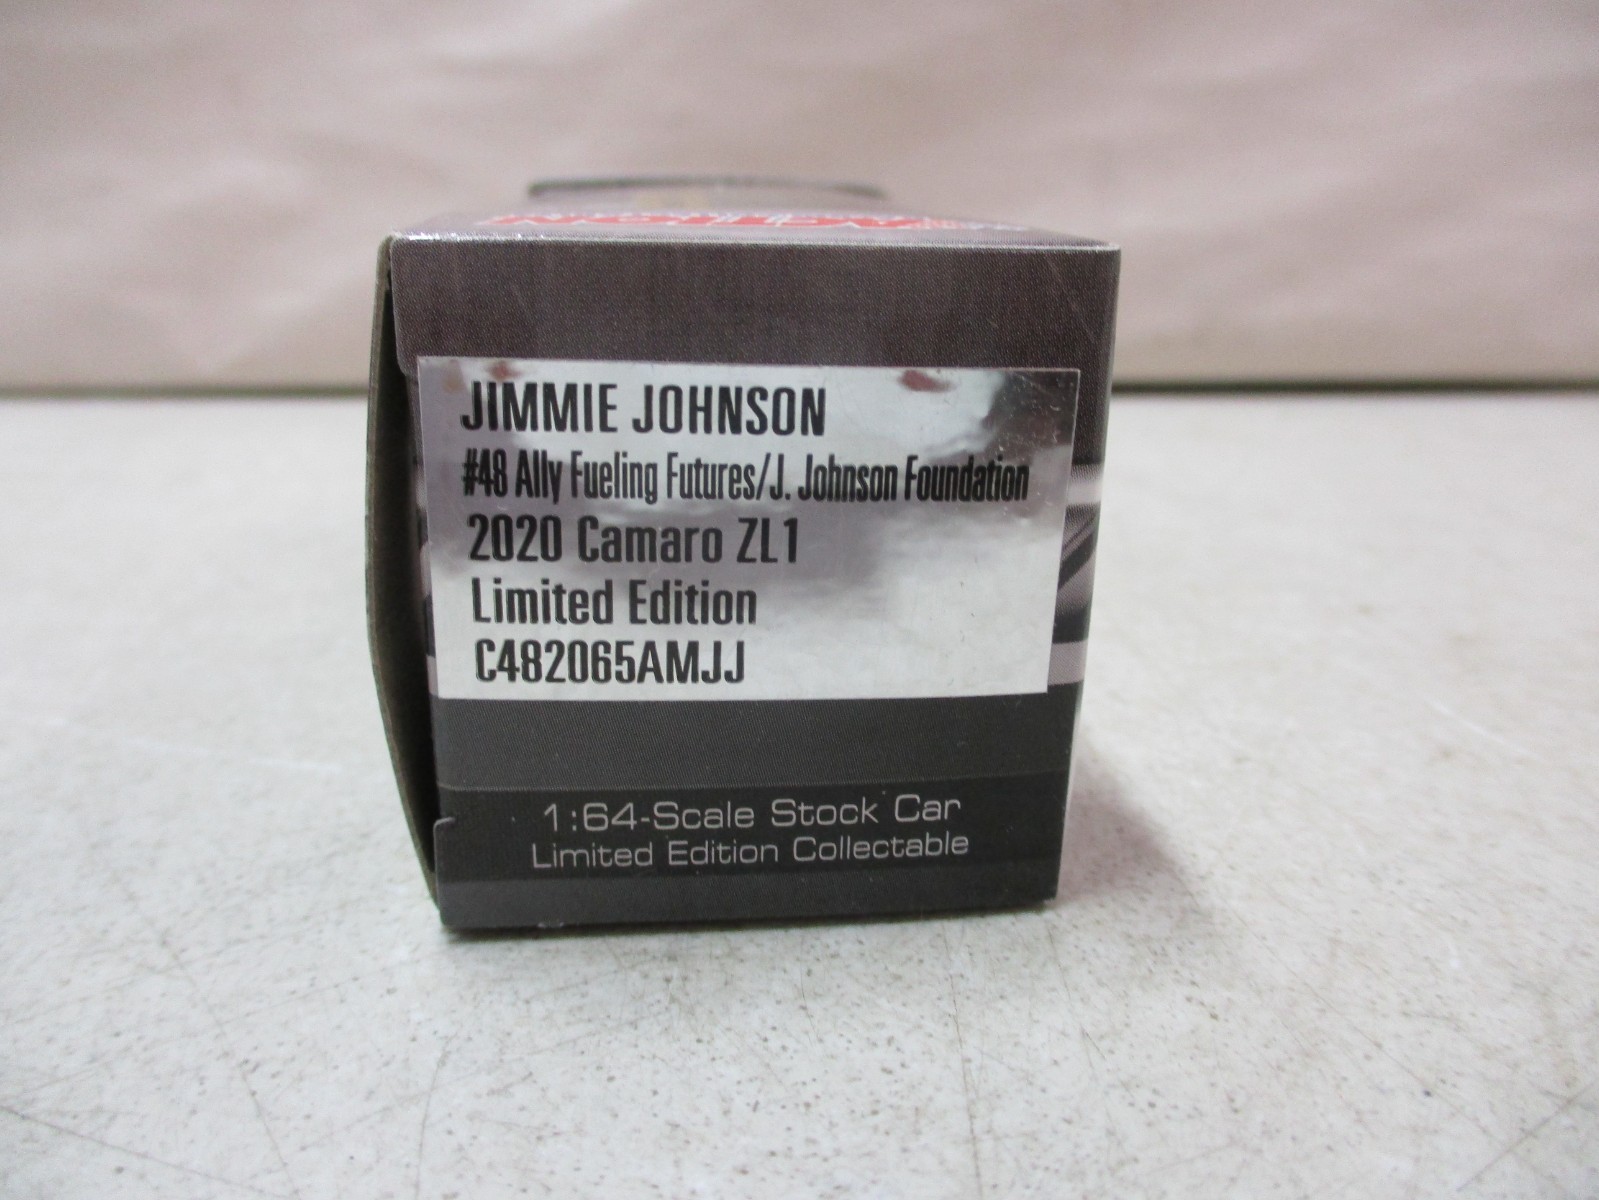 ACTION
JIMMIE JOHNSON
#48 Ally Fueling Futures/J. Johnson Foundation
2020 Camaro ZL1
Limited Edition
C482065AMJJ
1:64-Scale Stock Car
Limited Edition Collectable